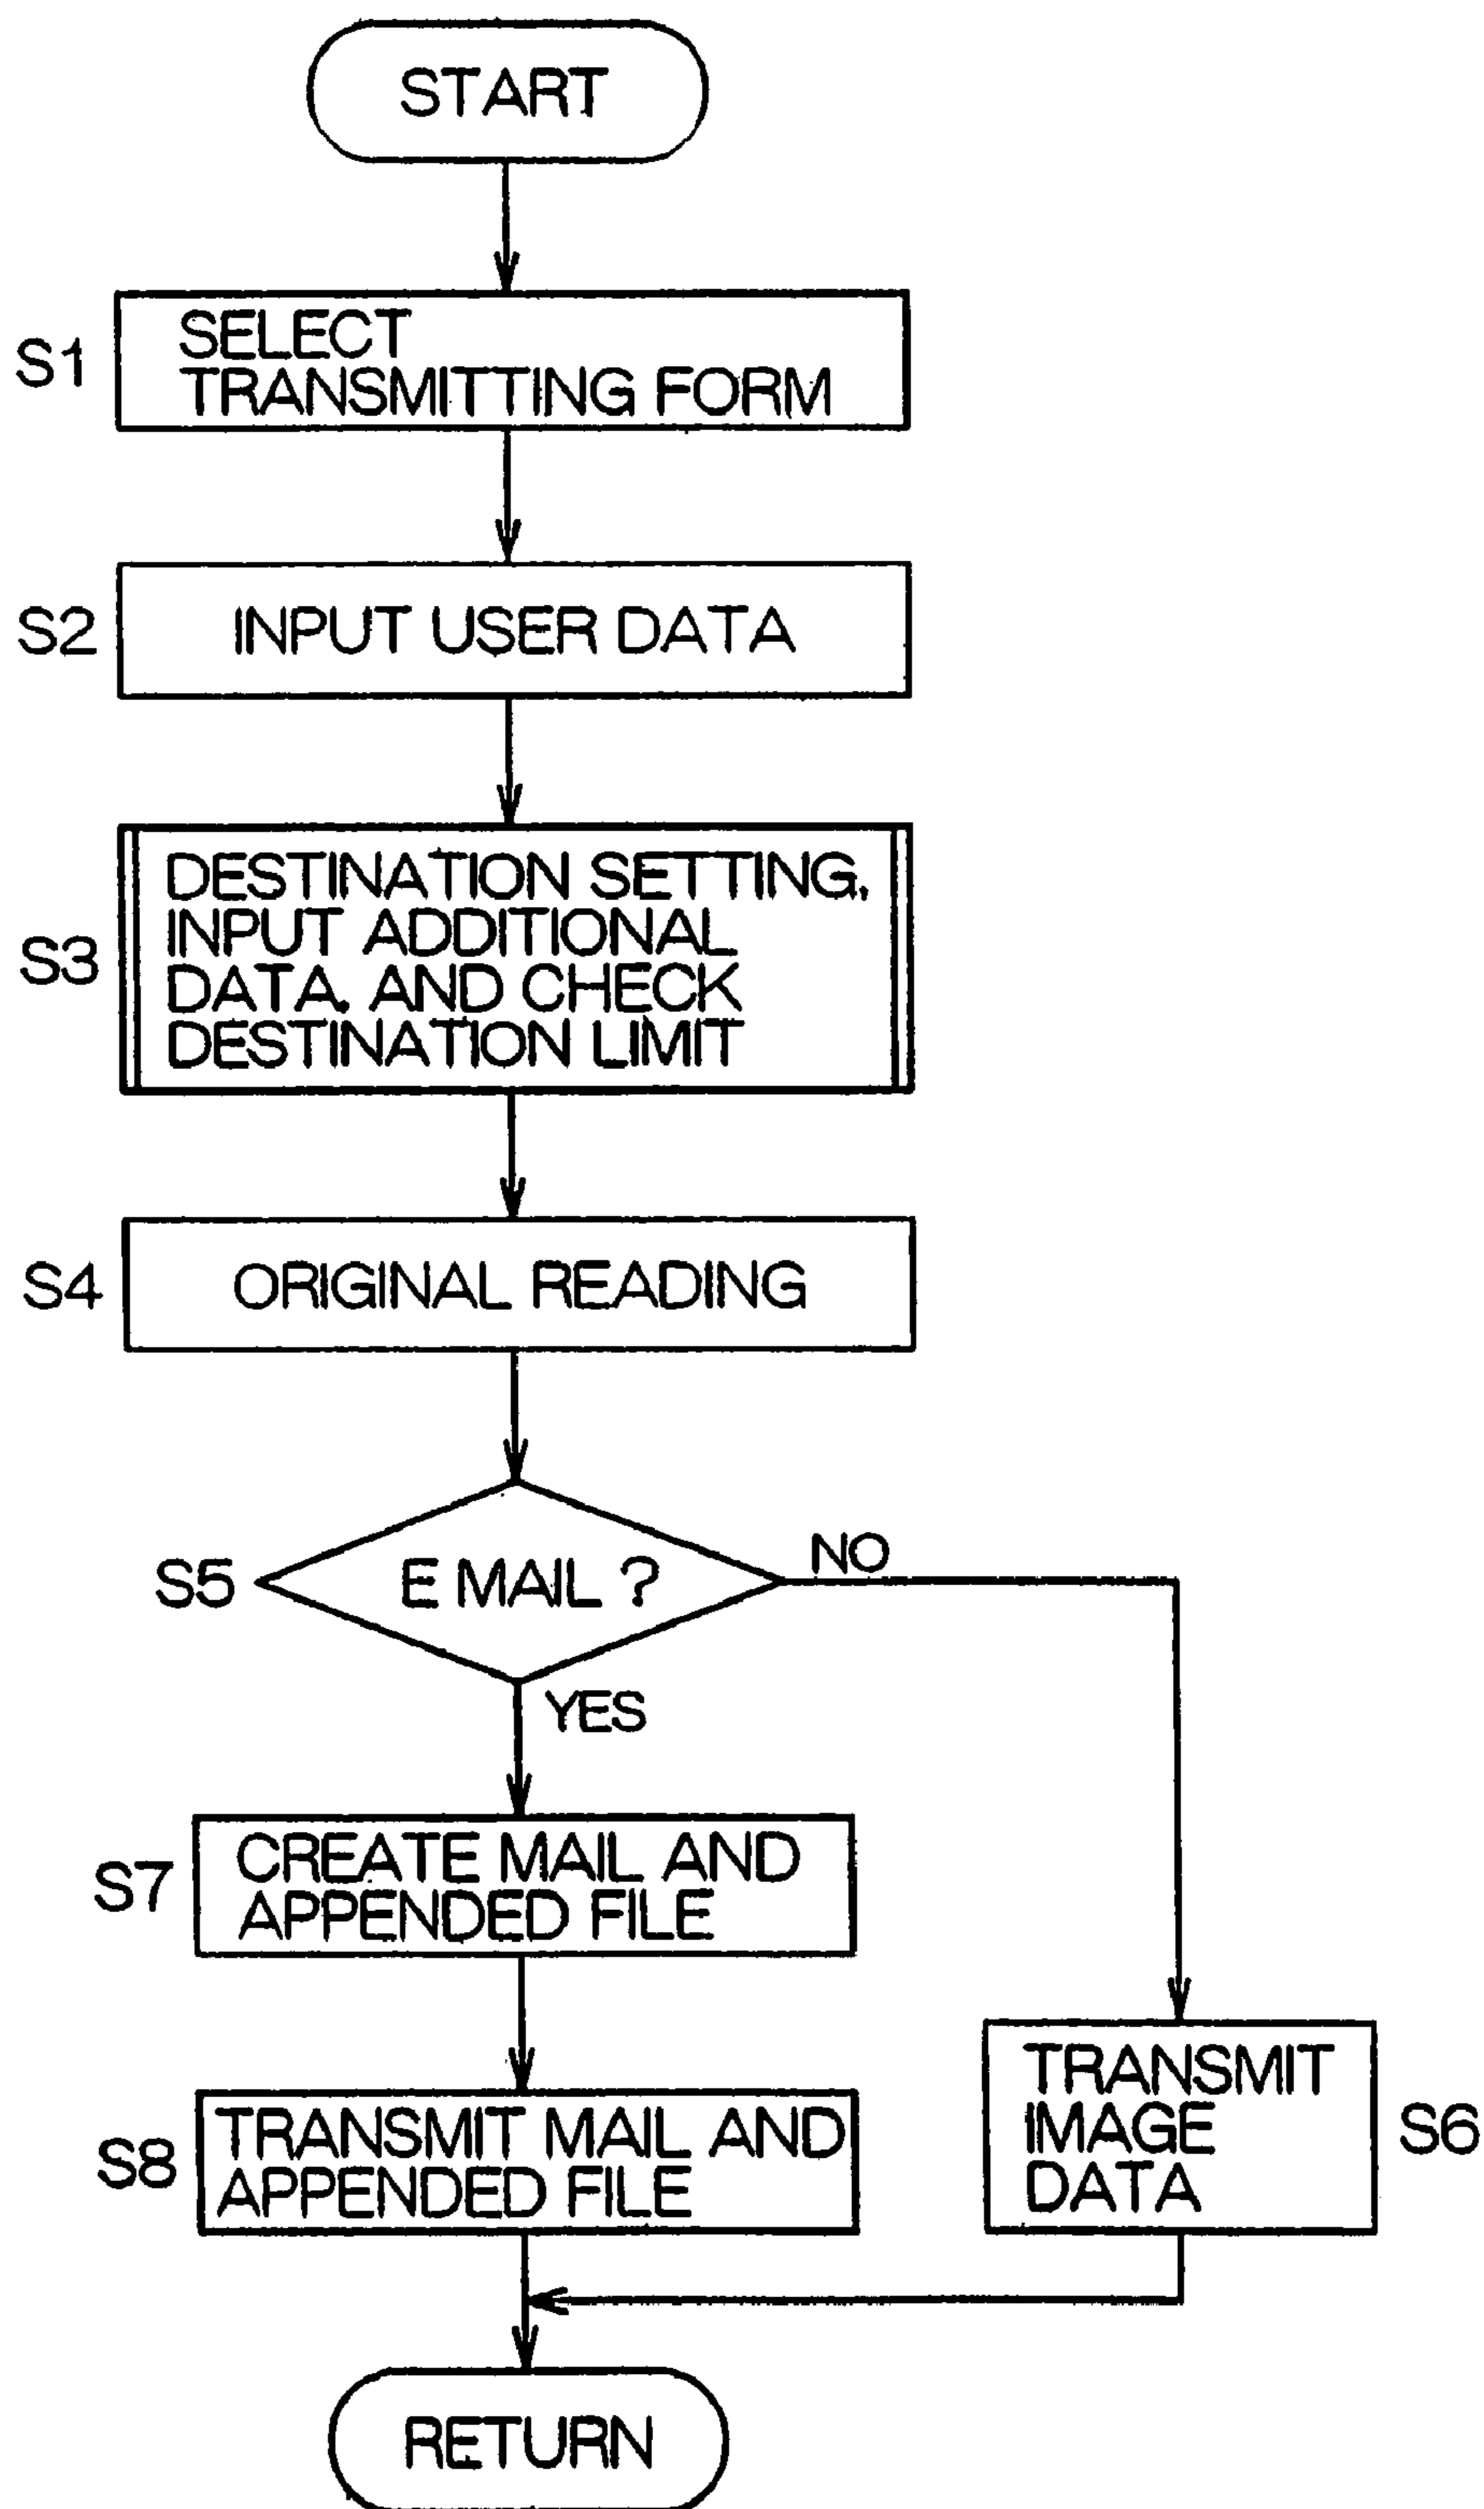 START
S1
SELECT
TRANSMITTING FORM
S2
INPUT USER DATA
S3
DESTINATION SETTING,
INPUT ADDITIONAL
DATA, AND CHECK
DESTINATION LIMIT
S4
ORIGINAL READING
S5
E MAIL ?
NO
YES
S7
CREATE MAIL AND
APPENDED FILE
S8
TRANSMIT MAIL AND
APPENDED FILE
TRANSMIT
IMAGE
DATA
S6
RETURN